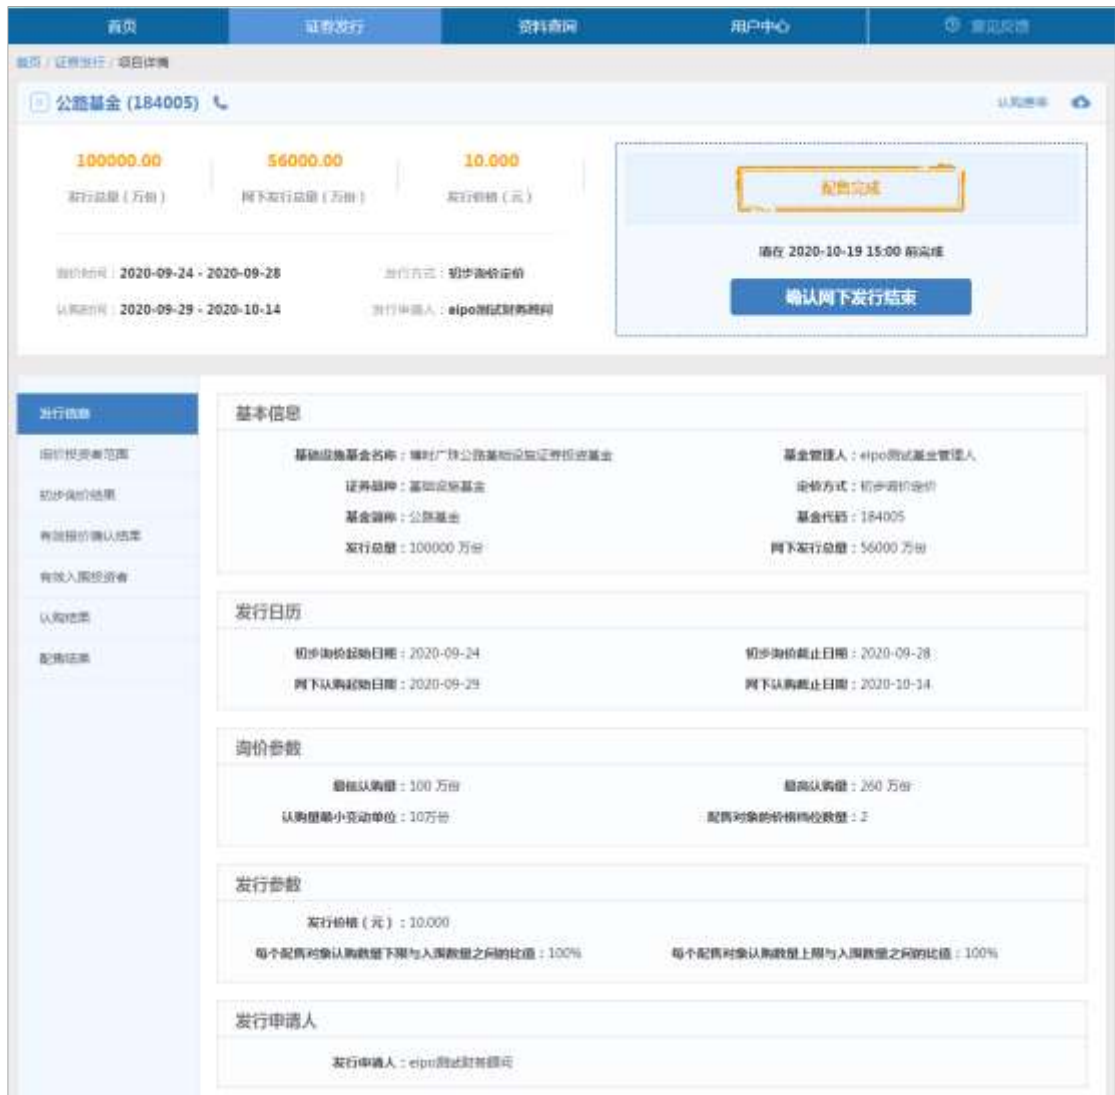 首页 证券发行 资料查阅 用户中心 意见反馈
首页 / 证券发行 / 项目详情
公路基金 (184005)
100000.00 56000.00 10.000
配售完成
发行总量（万份） 网下发行总量（万份） 发行价格（元）
请在 2020-10-19 15:00 前完成
询价时间：2020-09-24 - 2020-09-28 发行方式：初步询价定价
确认网下发行结束
认购时间：2020-09-29 - 2020-10-14 发行申请人：eipo测试财务顾问
发行信息
询价投资者范围
初步询价结果
有效报价确认结果
有效入围投资者
认购结果
配售结果
基本信息
基础设施基金名称： 公路基础设施证券投资基金 基金管理人：eipo测试基金管理人
证券品种：基础设施基金 定价方式：初步询价定价
基金简称：公路基金 基金代码：184005
发行总量：100000 万份 网下发行总量：56000 万份
发行日历
初步询价起始日期：2020-09-24 初步询价截止日期：2020-09-28
网下认购起始日期：2020-09-29 网下认购截止日期：2020-10-14
询价参数
最低认购量：100 万份 最高认购量：260 万份
认购量最小变动单位：10万份 配售对象的价格档位数量：2
发行参数
发行价格（元）：10.000
每个配售对象认购数量下限与入围数量之间的比值：100% 每个配售对象认购数量上限与入围数量之间的比值：100%
发行申请人
发行申请人：eipo测试财务顾问